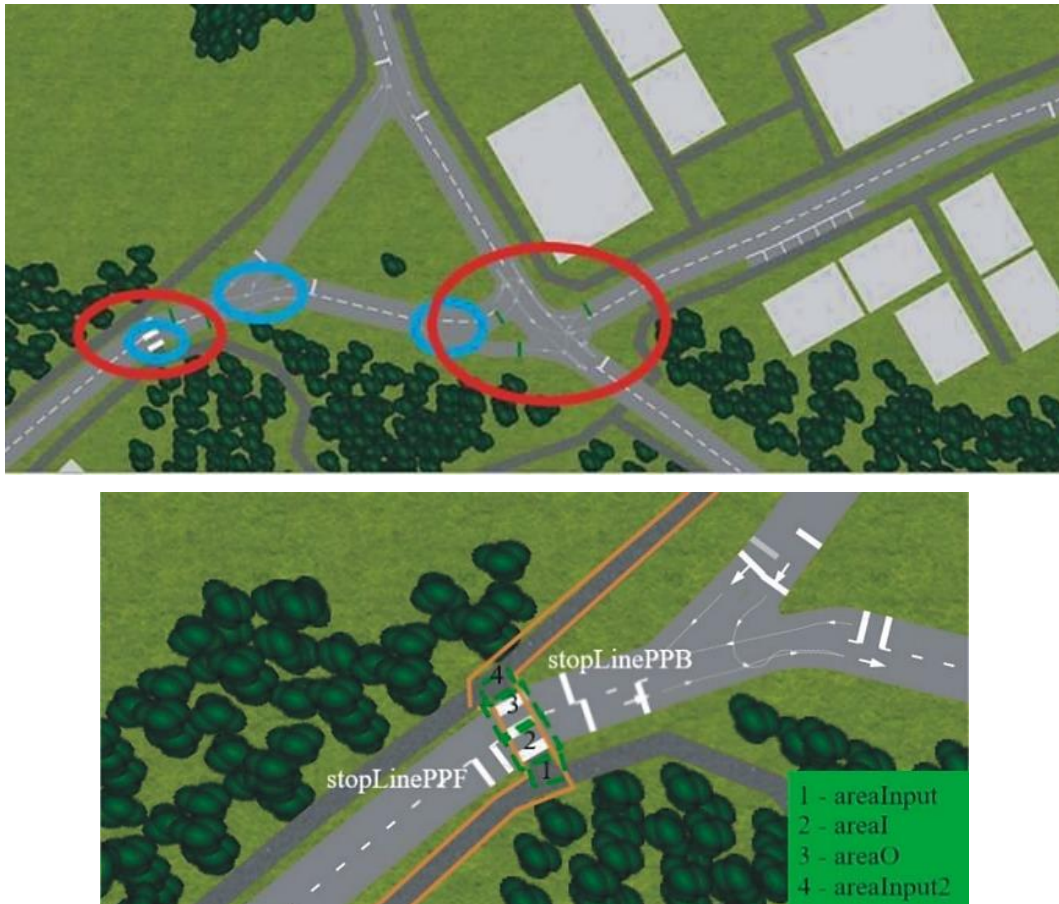 stopLinePPB
4
3
2
1
stopLinePPF
1 - areaInput
2 - areaI
3 - areaO
4 - areaInput2